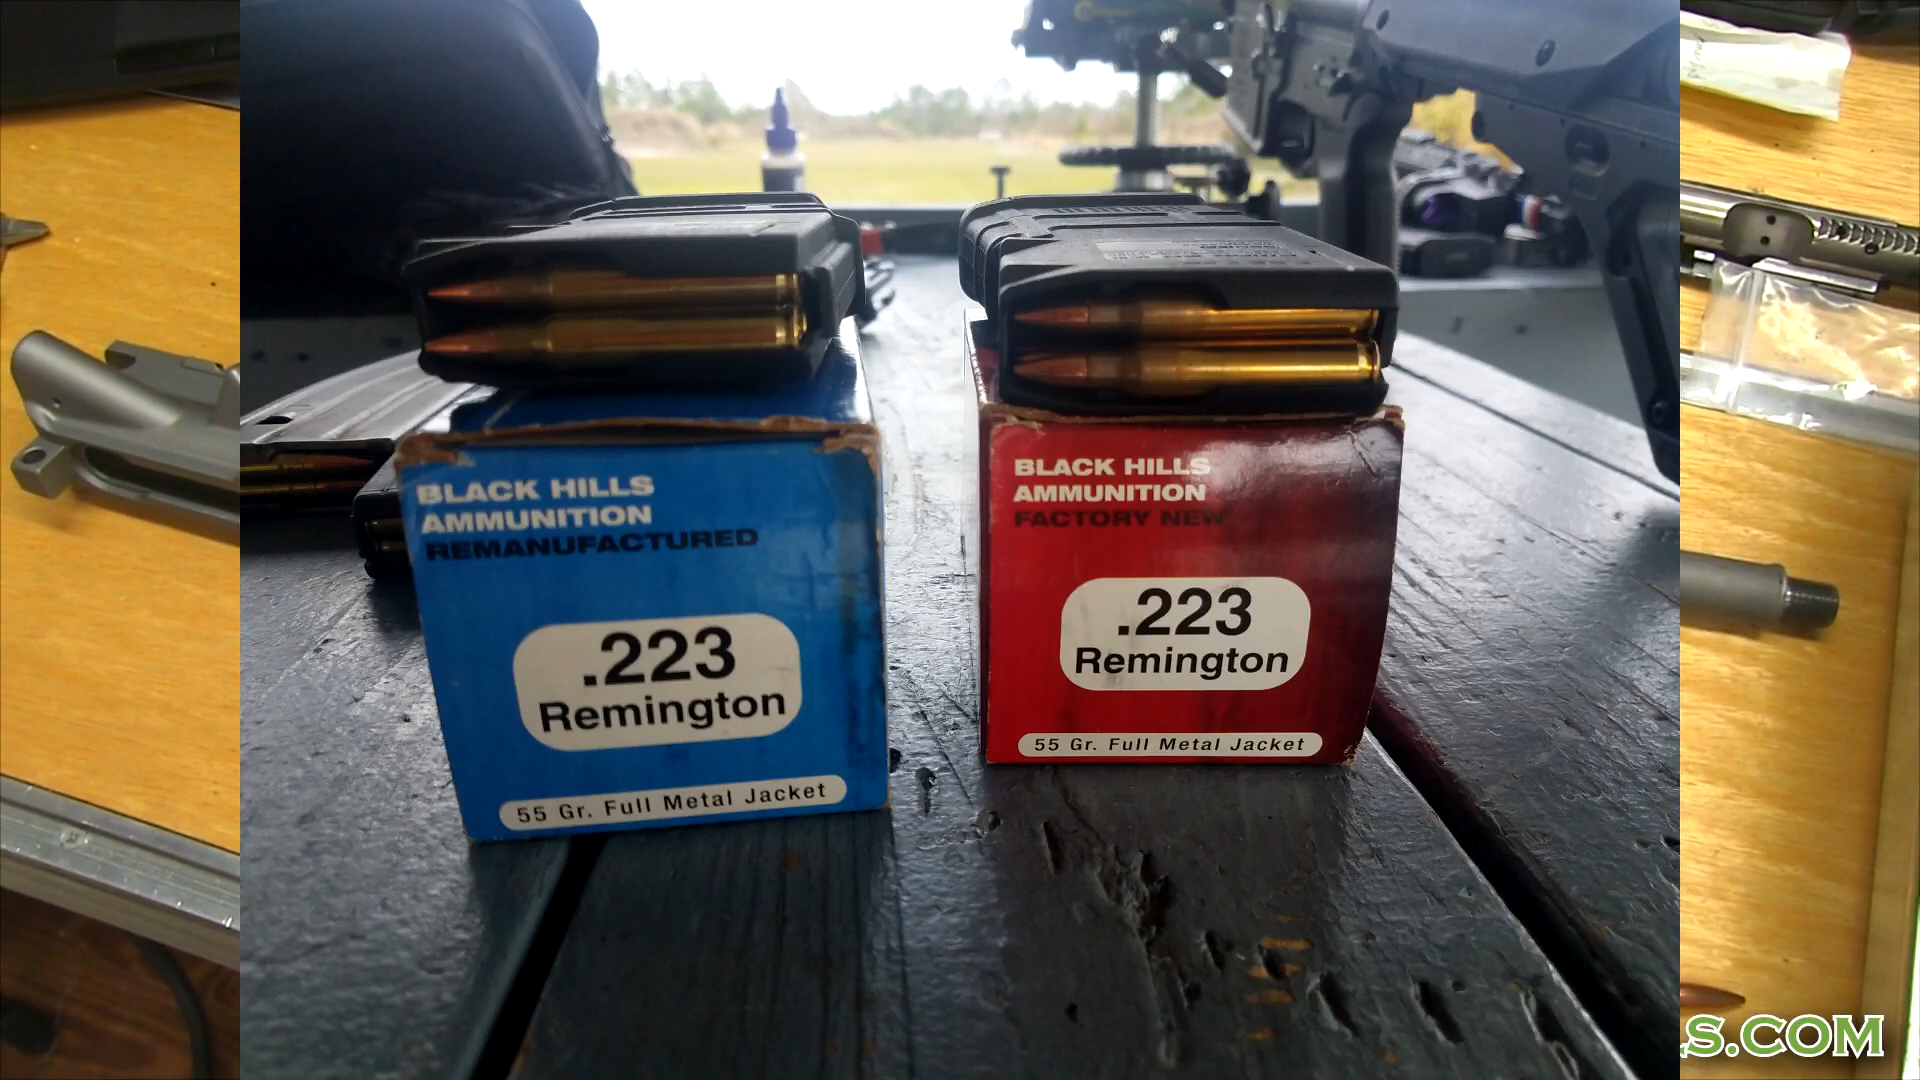 BLACK HILLS
AMMUNITION
REMANUFACTURED
.223
Remington
55 Gr. Full Metal Jacket
BLACK HILLS
AMMUNITION
FACTORY NEW
.223
Remington
55 Gr. Full Metal Jacket
S.COM